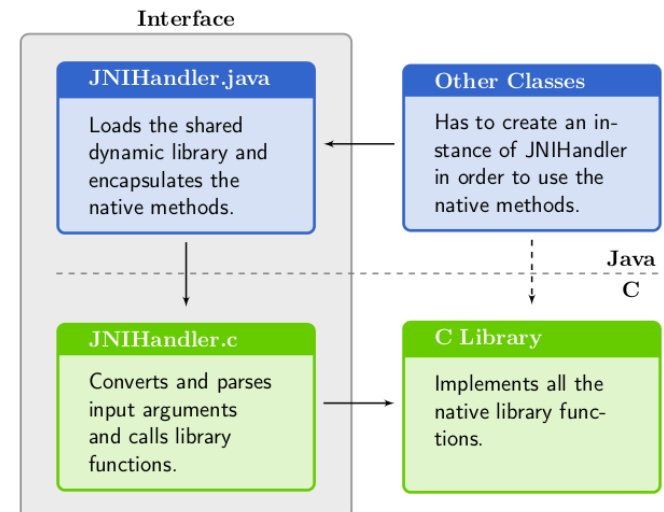 Interface
JNIHandler.java
Loads the shared
dynamic library and
encapsulates the
native methods.
Other Classes
Has to create an in-
stance of JNIHandler
in order to use the
native methods.
Java
C
JNIHandler.c
Converts and parses
input arguments
and calls library
functions.
C Library
Implements all the
native library func-
tions.